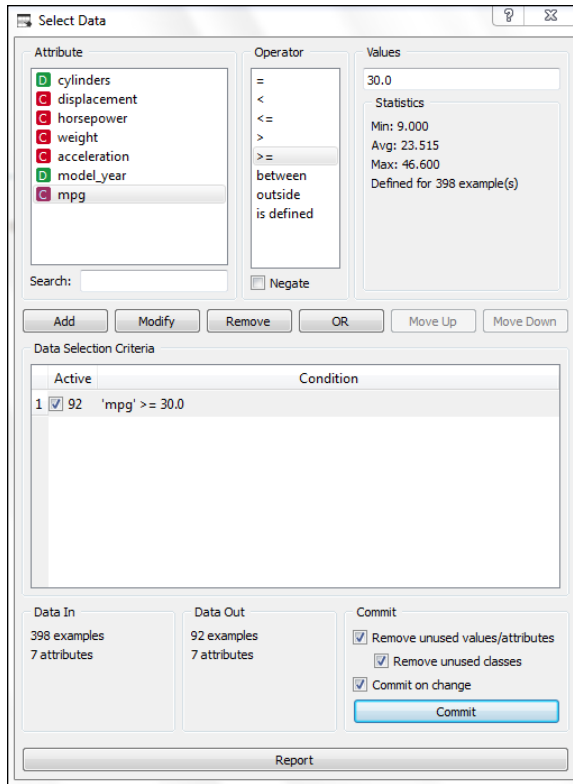 Select Data
Attribute
D cylinders
C displacement
C horsepower
C weight
C acceleration
D model_year
C mpg
Search:
Operator
=
<
<=
>
>=
between
outside
is defined
Negate
Values
30.0
Statistics
Min: 9.000
Avg: 23.515
Max: 46.600
Defined for 398 example(s)
Add Modify Remove OR Move Up Move Down
Data Selection Criteria
Active Condition
1 92 'mpg' >= 30.0
Data In
398 examples
7 attributes
Data Out
92 examples
7 attributes
Commit
Remove unused values/attributes
Remove unused classes
Commit on change
Commit
Report